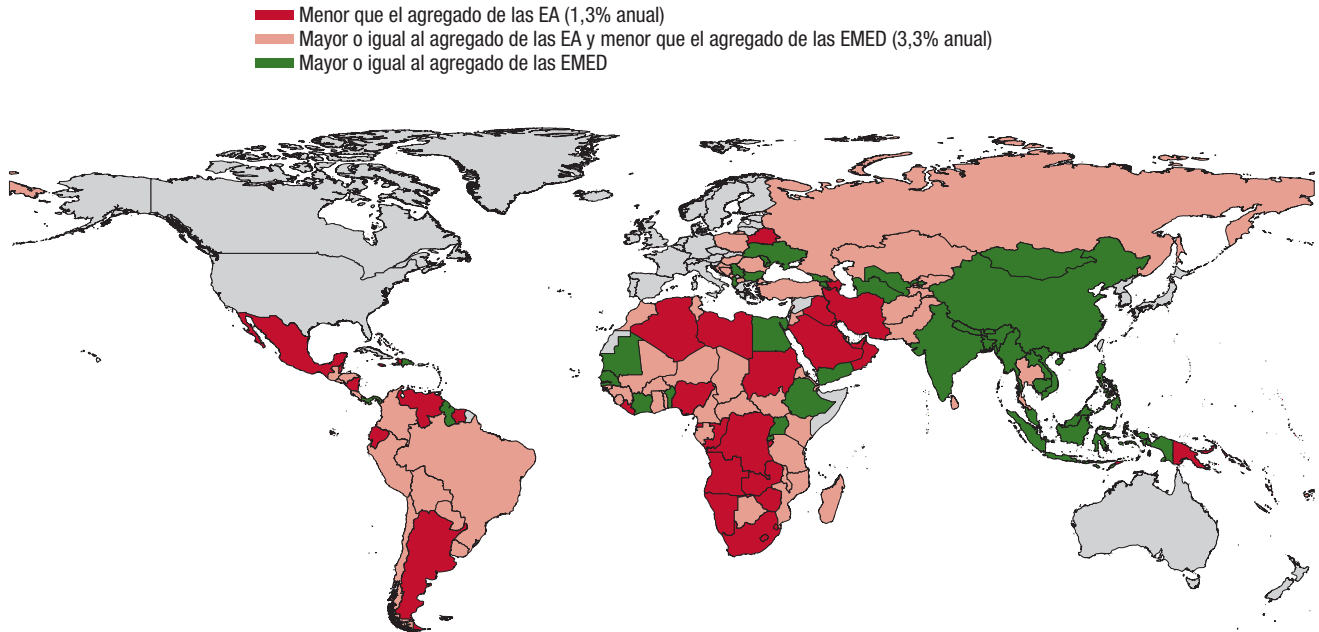 Menor que el agregado de las EA (1,3% anual)
Mayor o igual al agregado de las EA y menor que el agregado de las EMED (3,3% anual)
Mayor o igual al agregado de las EMED